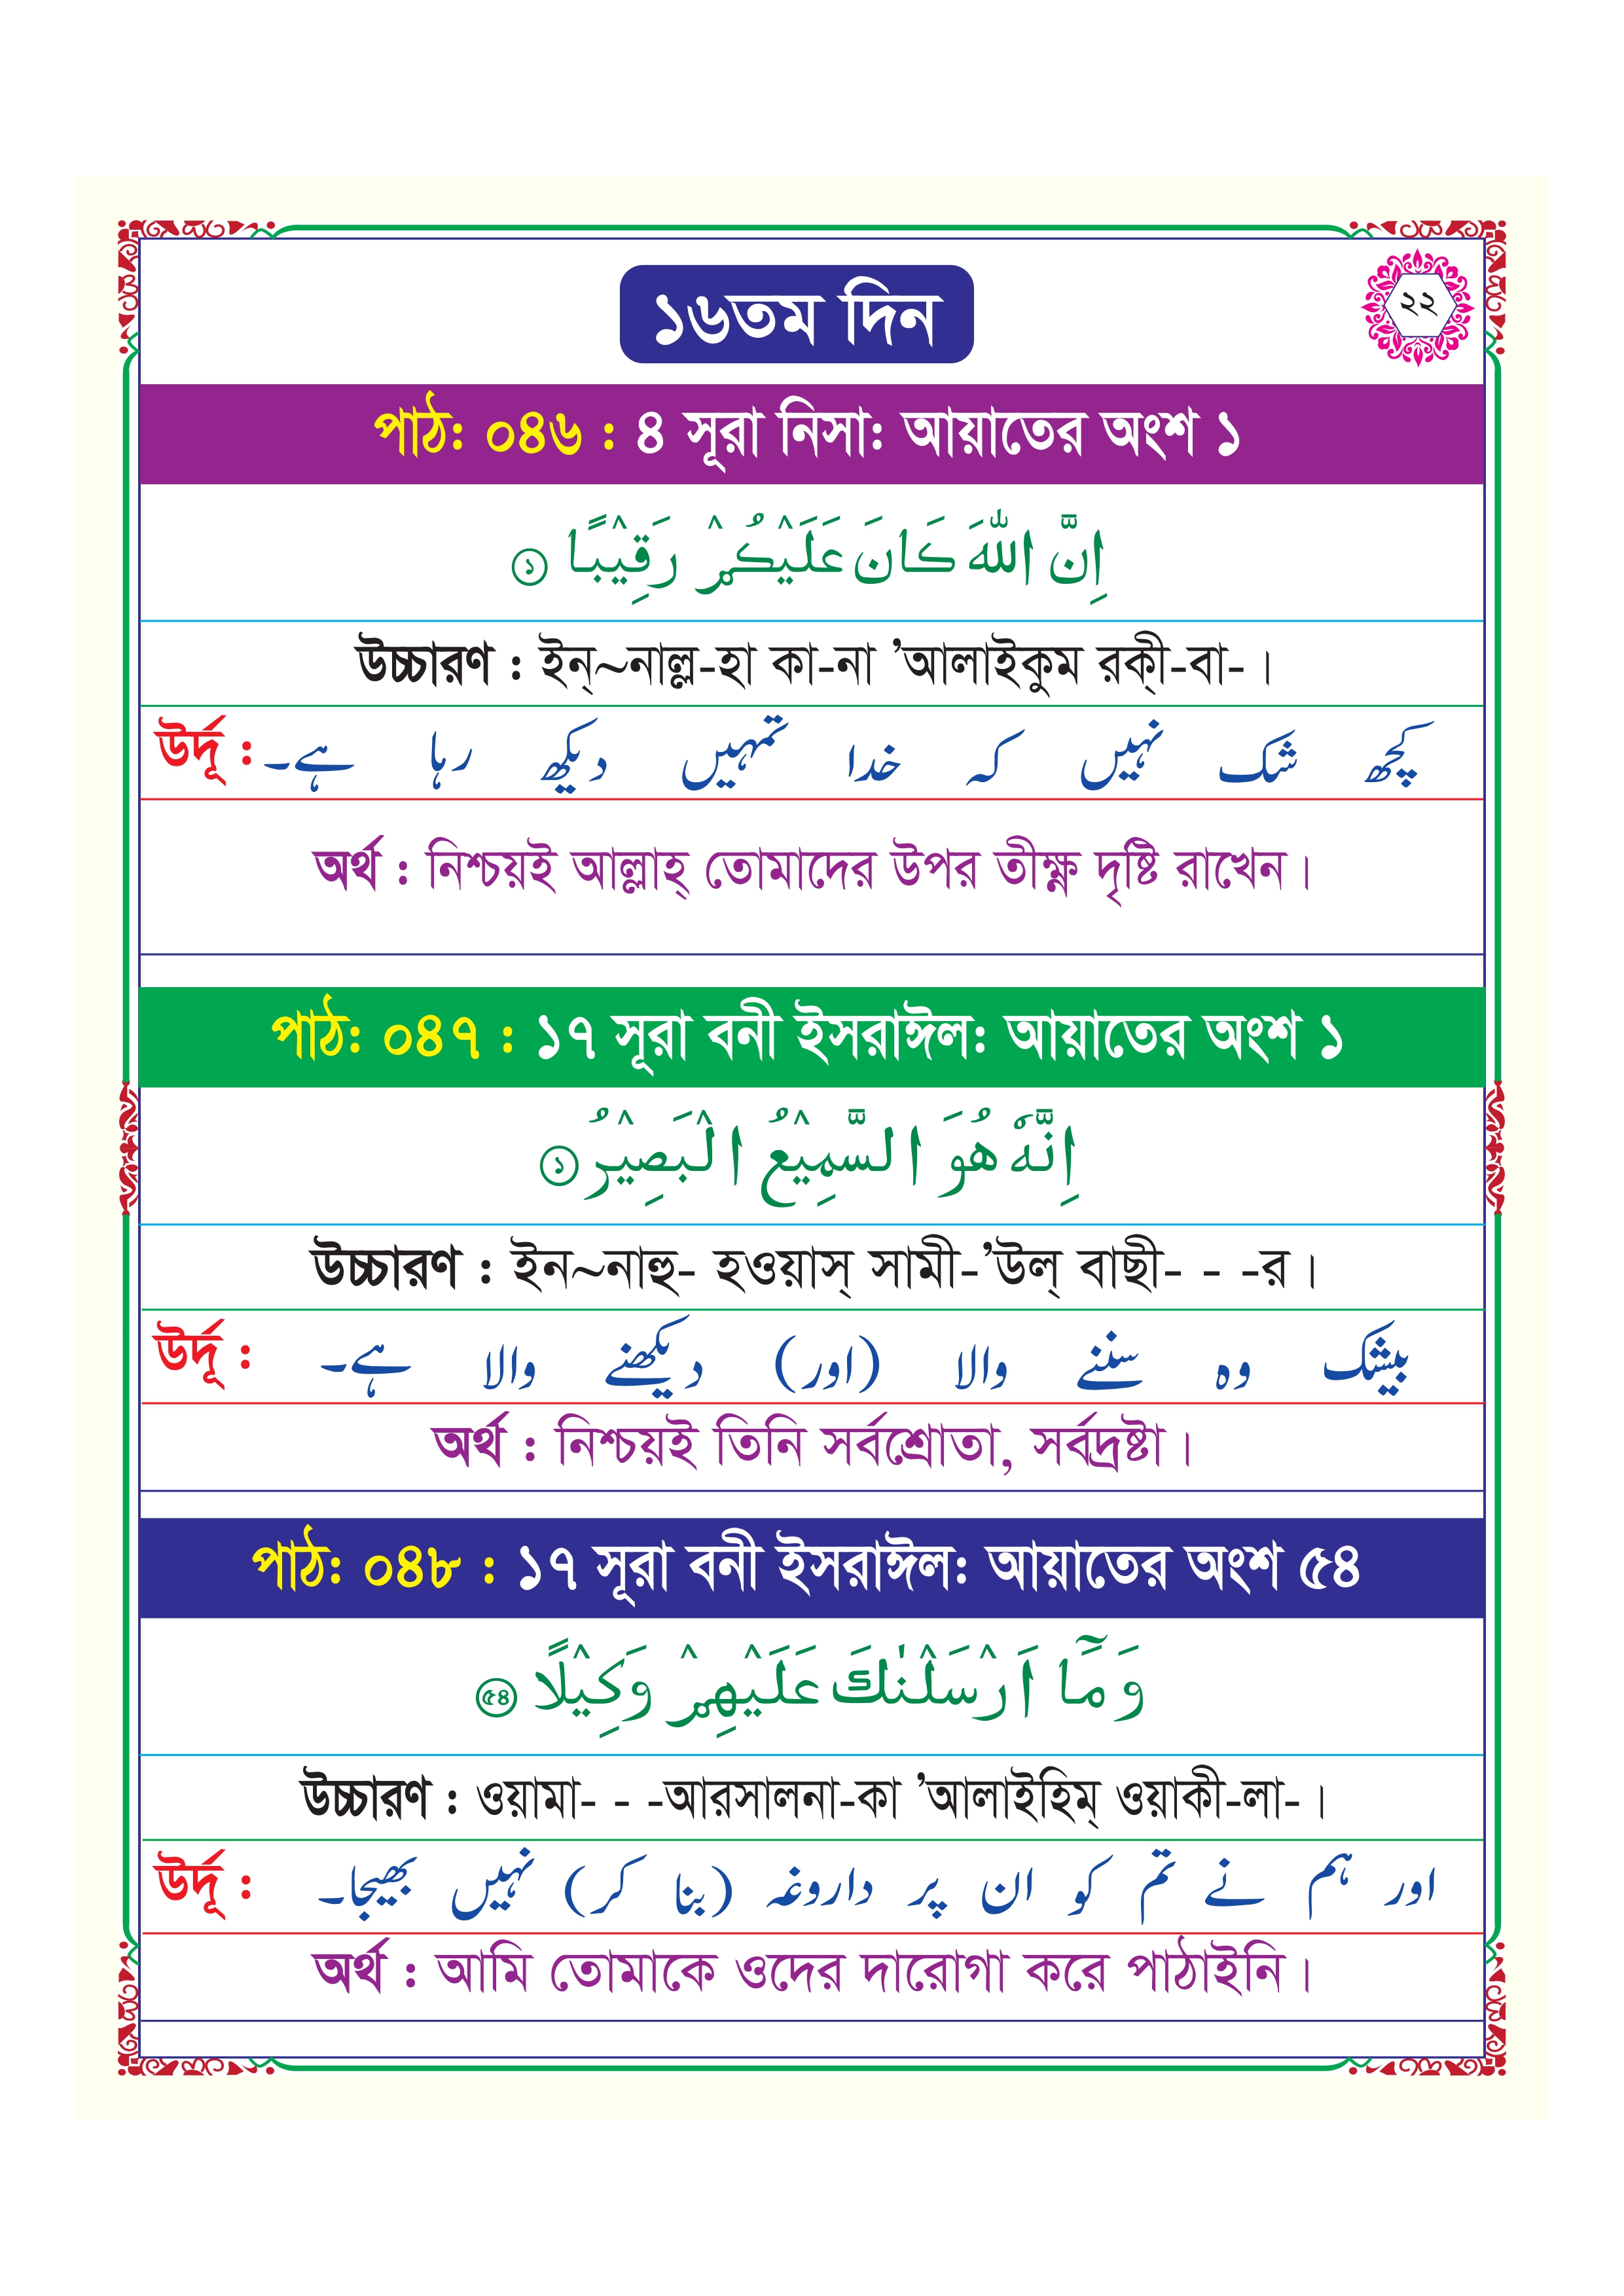 ১৬তম দিন
২২
পাঠ: ০৪৬ : ৪ সূরা নিসা: আয়াতের অংশ ১
اِنَّ اللّٰهَ كَانَ عَلَيْكُمْ رَقِيْبًا ١
উচ্চারণ : ইন্~নাল্ল-হা কা-না ’আলাইকুম রক্বী-বা- ।
উর্দূ : کچھ شک نہیں کہ خدا تمہیں دیکھ رہا ہے۔
অর্থ : নিশ্চয়ই আল্লাহ্ তোমাদের উপর তীক্ষ্ণ দৃষ্টি রাখেন।
পাঠ: ০৪৭ : ১৭ সূরা বনী ইসরাঈল: আয়াতের অংশ ১
اِنَّهٗ هُوَ السَّمِيْعُ الْبَصِيْرُ ١
উচ্চারণ : ইন~নাহু- হওয়াস্ সামী-’উল্ বাছী- - -র।
উর্দূ : بیشک وہ سننے والا (اور) دیکھنے والا ہے۔
অর্থ : নিশ্চয়ই তিনি সর্বশ্রোতা, সর্বদ্রষ্টা।
পাঠ: ০৪৮ : ১৭ সূরা বনী ইসরাঈল: আয়াতের অংশ ৫৪
وَمَآ اَرْسَلْنٰكَ عَلَيْهِمْ وَكِيْلًا ৫৪
উচ্চারণ : ওয়ামা- - -আরসালনা-কা ’আলাইহিম্ ওয়াকী-লা- ।
উর্দূ : اور ہم نے تم کو ان پر داروغہ (بنا کر) نہیں بھیجا۔
অর্থ : আমি তোমাকে ওদের দারোগা করে পাঠাইনি।